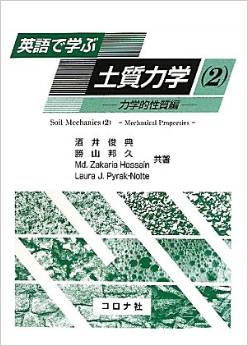 英語で学ぶ
土質力学(2)
―力学的性質編―
Soil Mechanics (2) - Mechanical Properties -
酒井俊典
勝山邦久
Md. Zakaria Hossain
Laura J. Pyrak-Nolte
共著
コロナ社